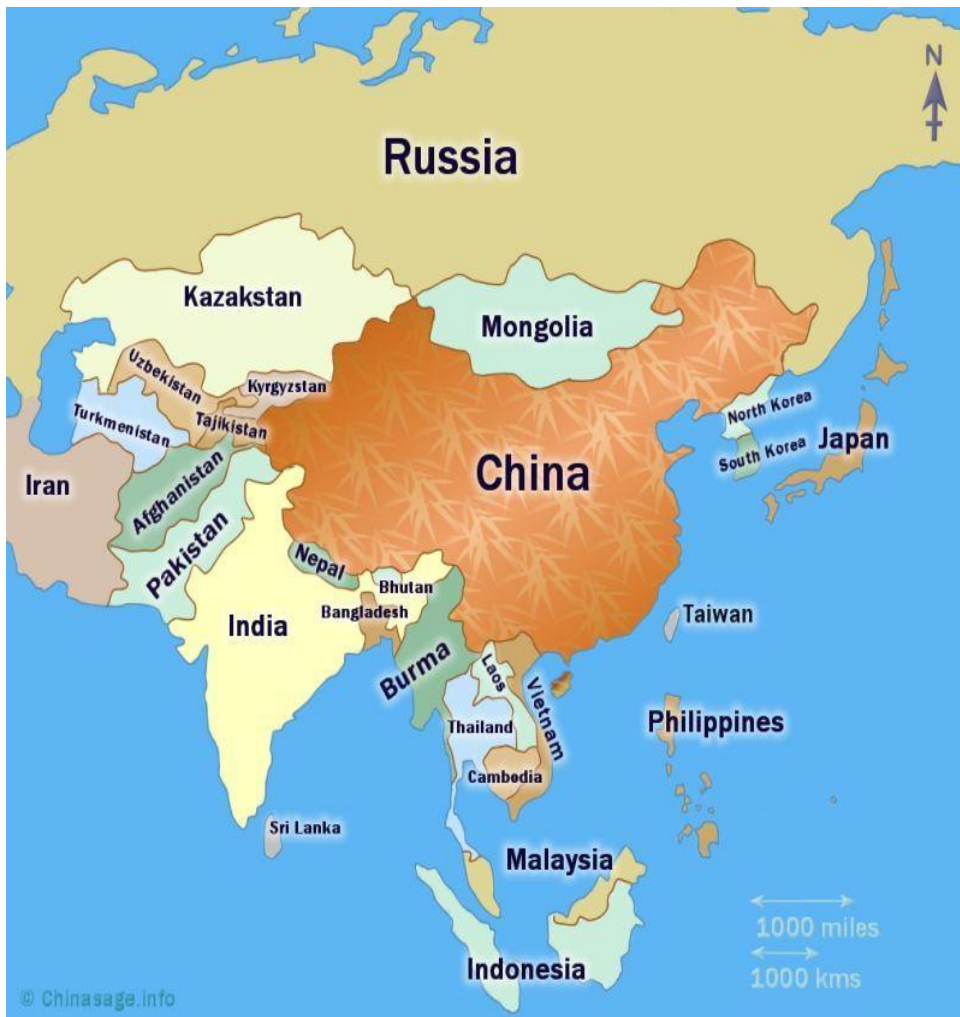 N
Russia
Kazakstan
Mongolia
Uzbekistan
Kyrgyzstan
Turkmenistan
Tajikistan
North Korea
South Korea
Japan
Iran
Afghanistan
China
Pakistan
Nepal
Bhutan
Bangladesh
India
Taiwan
Burma
Laos
Vietnam
Thailand
Philippines
Cambodia
Sri Lanka
Malaysia
1000 miles
Indonesia
1000 kms
© Chinasage.info